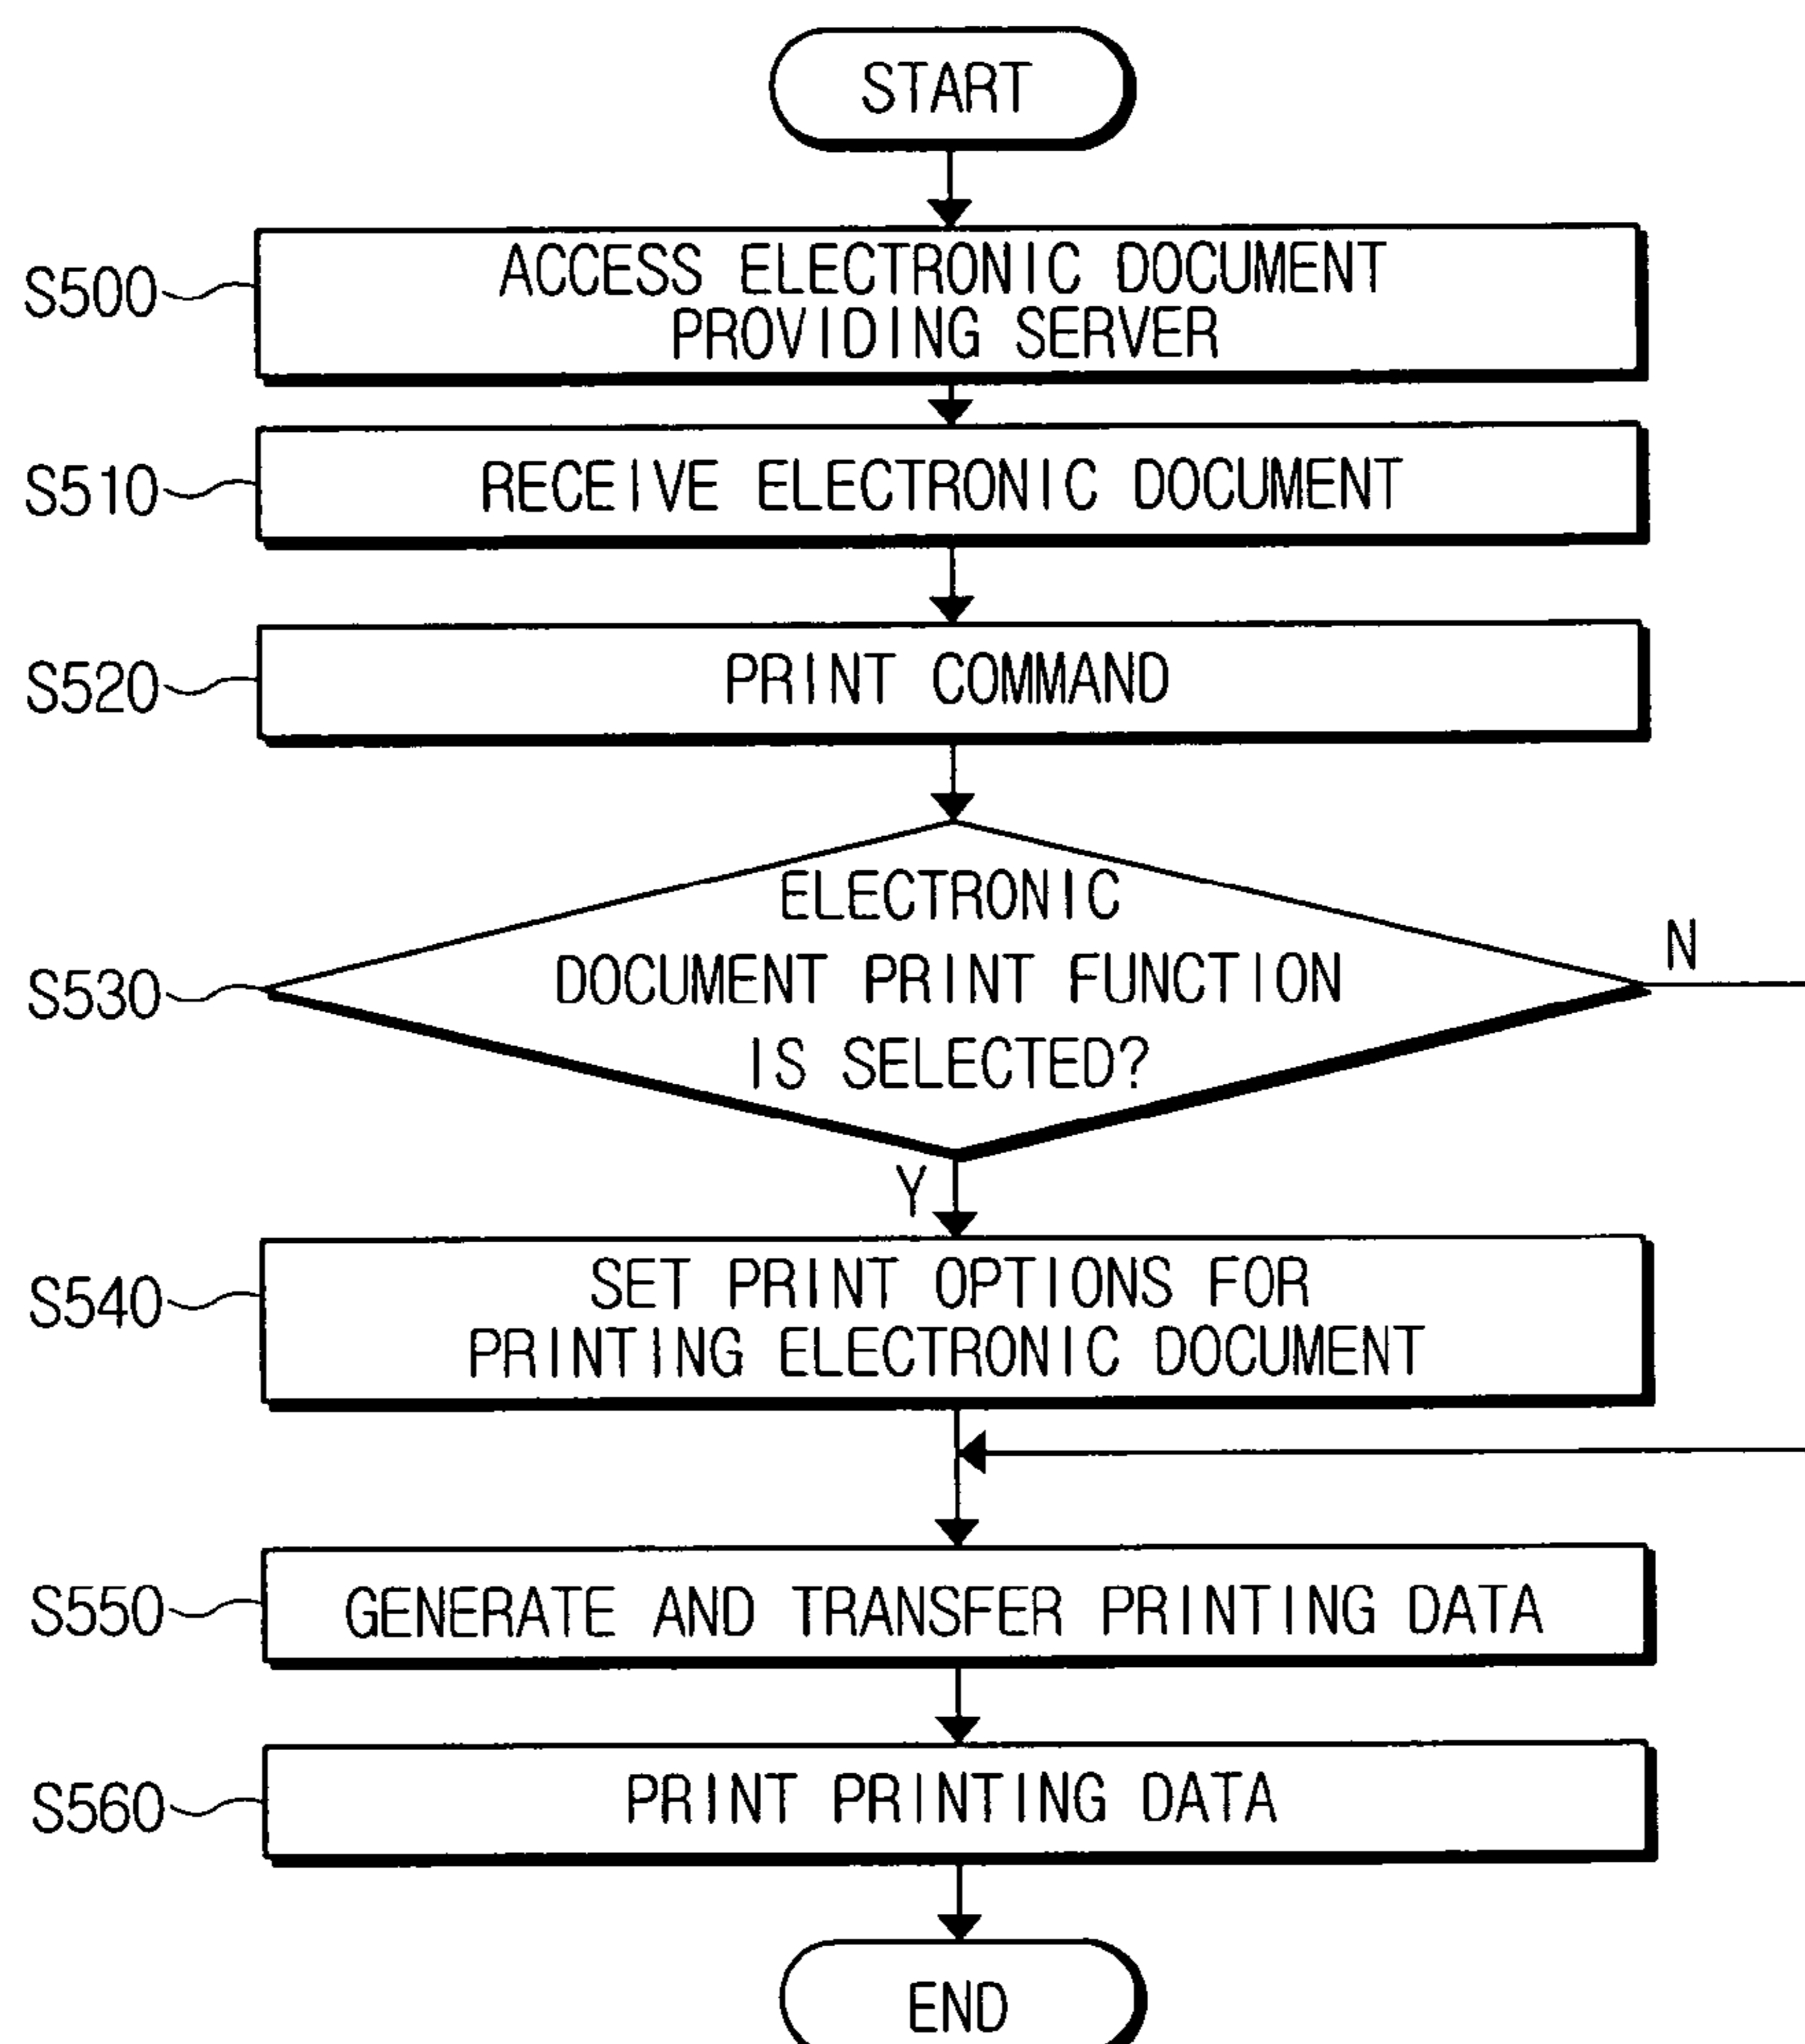 START
S500
ACCESS ELECTRONIC DOCUMENT
PROVIDING SERVER
S510
RECEIVE ELECTRONIC DOCUMENT
S520
PRINT COMMAND
S530
ELECTRONIC
DOCUMENT PRINT FUNCTION
IS SELECTED?
N
Y
S540
SET PRINT OPTIONS FOR
PRINTING ELECTRONIC DOCUMENT
S550
GENERATE AND TRANSFER PRINTING DATA
S560
PRINT PRINTING DATA
END